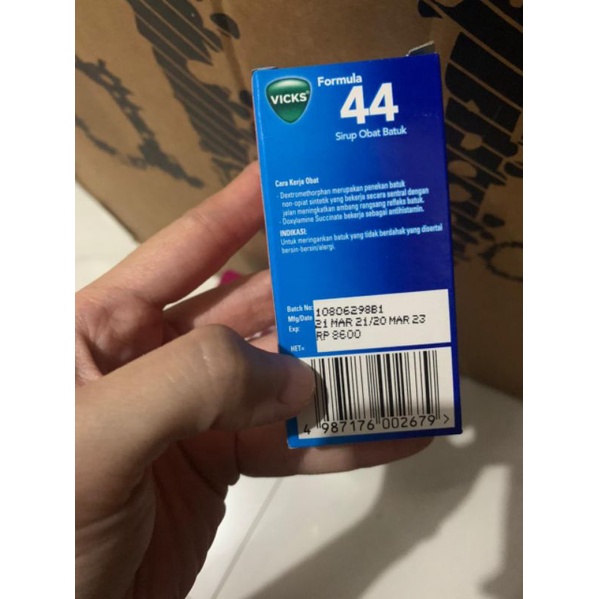 VICKS
Formula
44
Sirup Obat Batuk
Cara Kerja Obat
- Dextromethorphan merupakan penekan batuk
non-opiat sintetik yang bekerja secara sentral dengan
jalan meningkatkan ambang rangsang refleks batuk.
- Doxylamine Succinate bekerja sebagai antihistamin.
INDIKASI:
Untuk meringankan batuk yang tidak berdahak yang disertai
bersin-bersin/alergi.
Batch No: 10806298B1
Mfg/Date 21 MAR 21/20 MAR 23
Exp: RP 8600
HET=
4 987176 002679 >